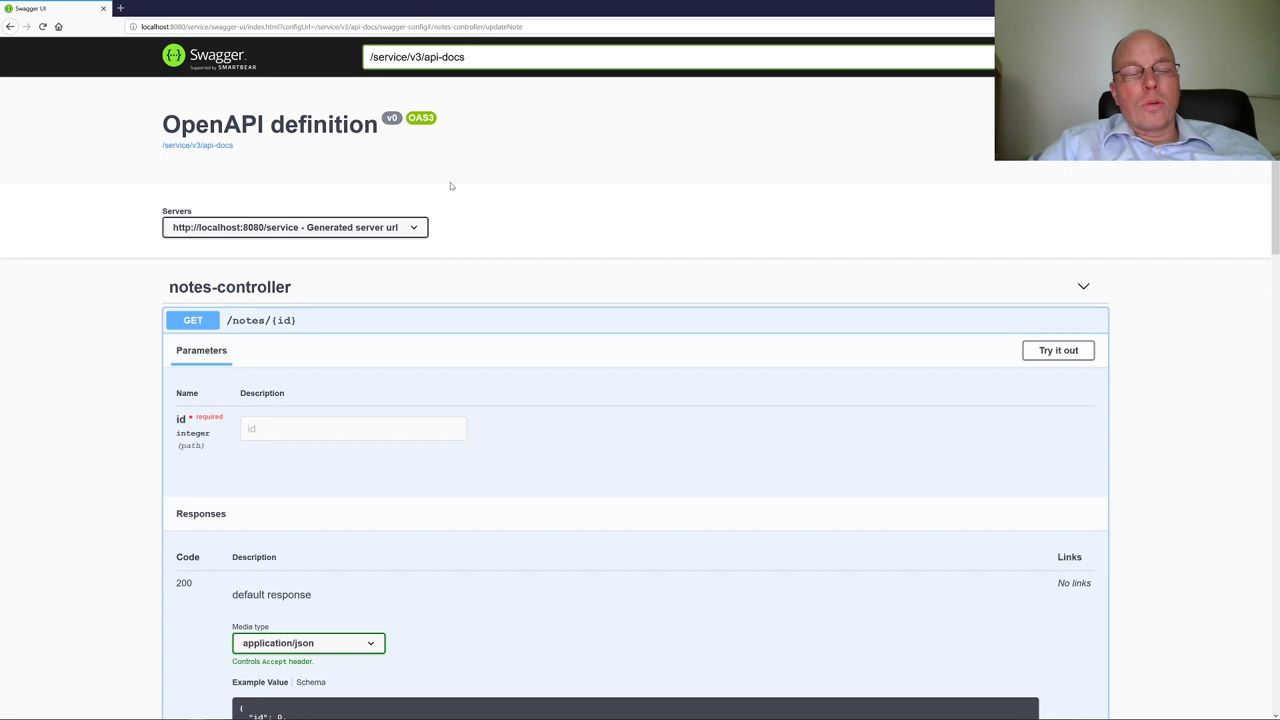 Swagger UI
localhost:8080/service/swagger-ui/index.html?configUrl=/service/v3/api-docs/swagger-config#/notes-controller/updateNote
Swagger.
Supported by SMARTBEAR
/service/v3/api-docs
OpenAPI definition v0 OAS3
/service/v3/api-docs
Servers
http://localhost:8080/service - Generated server url
notes-controller
GET /notes/{id}
Parameters
Try it out
Name Description
id * required
integer
(path)
id
Responses
Code Description Links
200
default response
No links
Media type
application/json
Controls Accept header.
Example Value Schema
{
"id": 0,